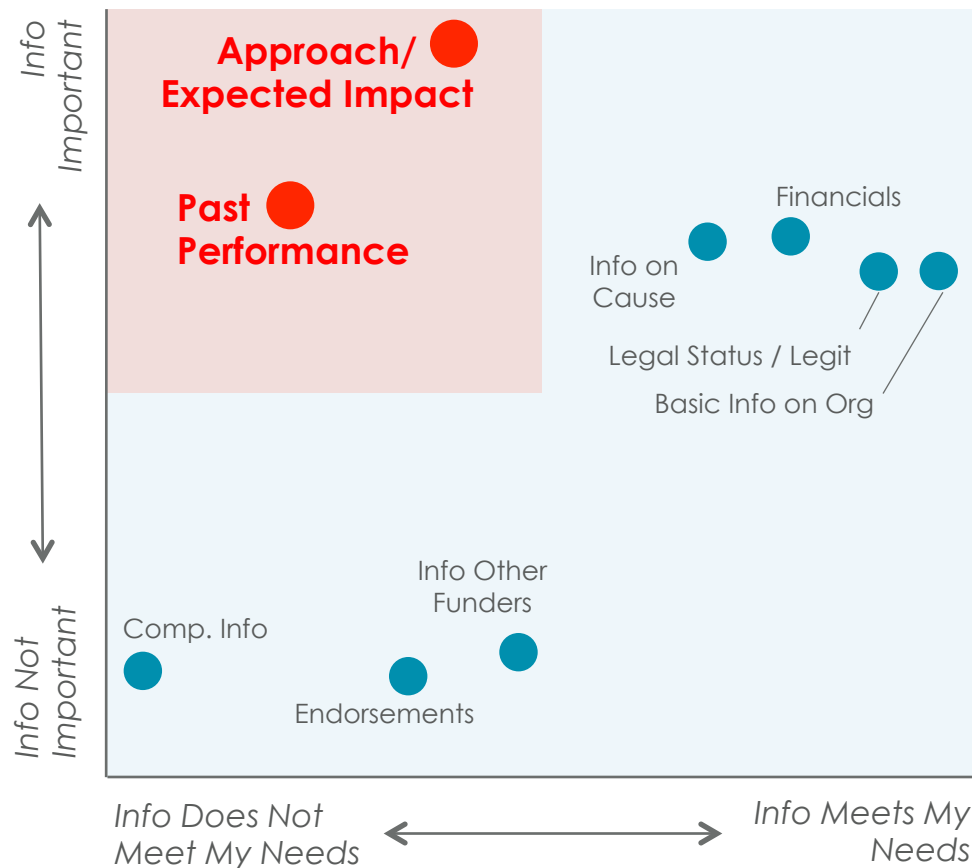 Info
Important
Approach/
Expected Impact
Past
Performance
Financials
Info on
Cause
Legal Status / Legit
Basic Info on Org
Info Other
Funders
Comp. Info
Endorsements
Info Not
Important
Info Does Not
Meet My Needs
Info Meets My
Needs